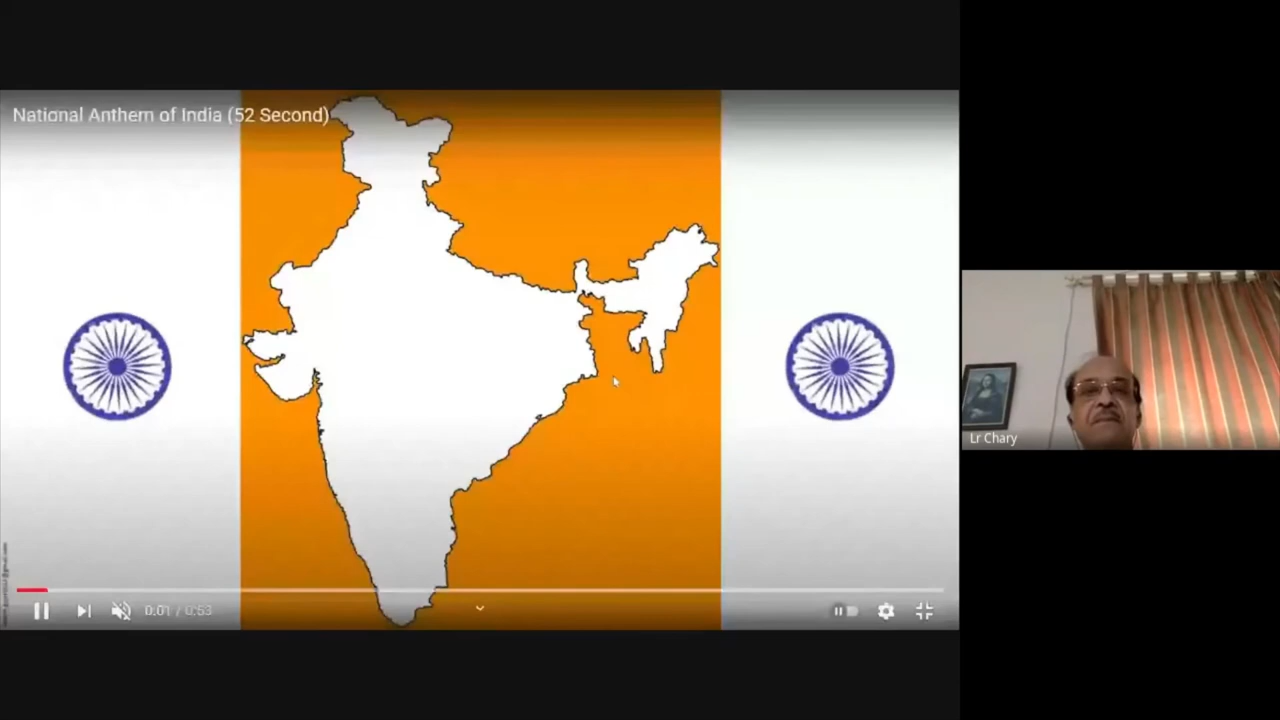 National Anthem of India (52 Second)
0:01 / 0:53
Lr Chary